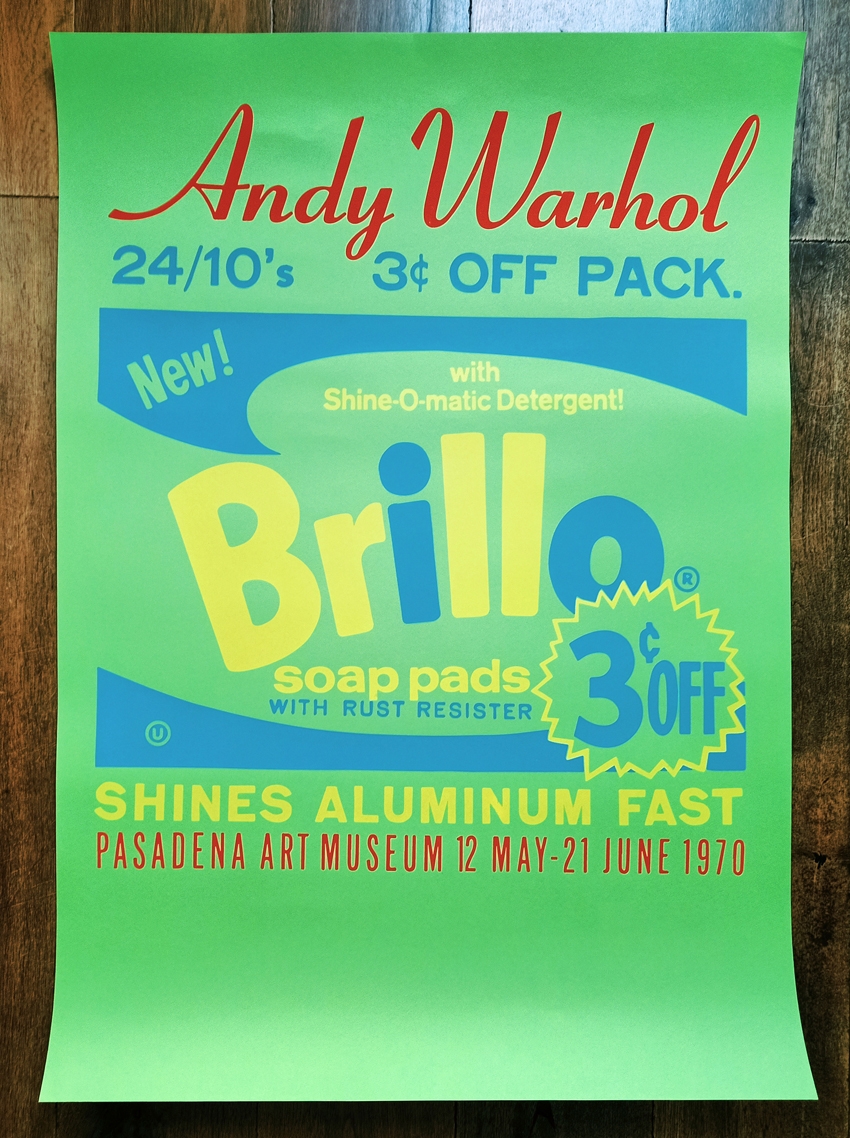 Andy Warhol
24/10's 3¢ OFF PACK.
New!
with
Shine-O-matic Detergent!
Brillo®
soap pads
WITH RUST RESISTER
3¢ OFF
Ⓤ
SHINES ALUMINUM FAST
PASADENA ART MUSEUM 12 MAY-21 JUNE 1970